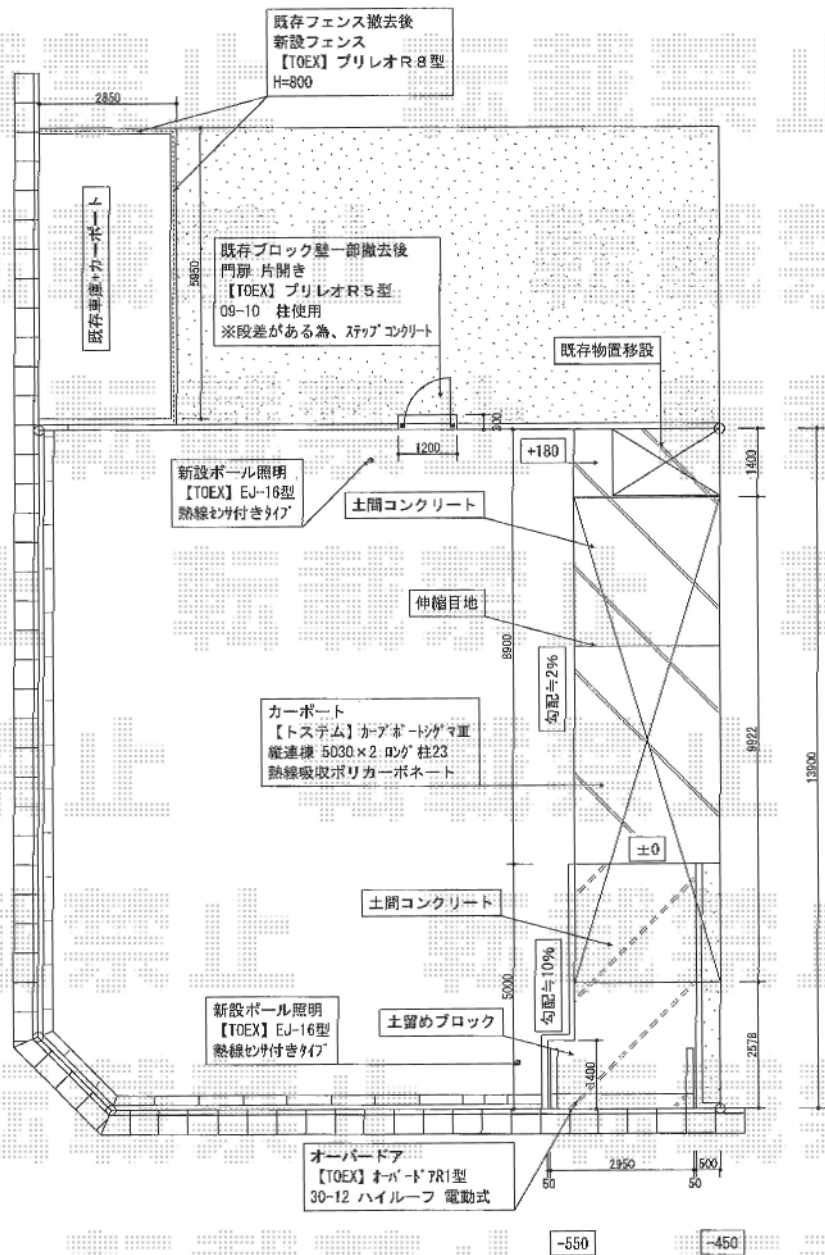 既存フェンス撤去後
新設フェンス
【TOEX】プリレオR8型
H=800
2850
既存車庫+カーポート
5950
既存ブロック壁一部撤去後
門扉 片開き
【TOEX】プリレオR5型
09-10 柱使用
※段差がある為、ステップコンクリート
既存物置移設
300
1200
+180
1400
新設ポール照明
【TOEX】EJ-16型
熱線センサ付きタイプ
土間コンクリート
伸縮目地
8900
勾配≒2%
カーポート
【トステム】カーブポートシグマⅢ
縦連棟 5030×2 ロング柱23
熱線吸収ポリカーボネート
9922
13900
±0
土間コンクリート
勾配≒10%
5000
新設ポール照明
【TOEX】EJ-16型
熱線センサ付きタイプ
土留めブロック
1400
2578
オーバードア
【TOEX】オーバードアR1型
30-12 ハイルーフ 電動式
2950
500
50
50
-550
-450
転載禁止